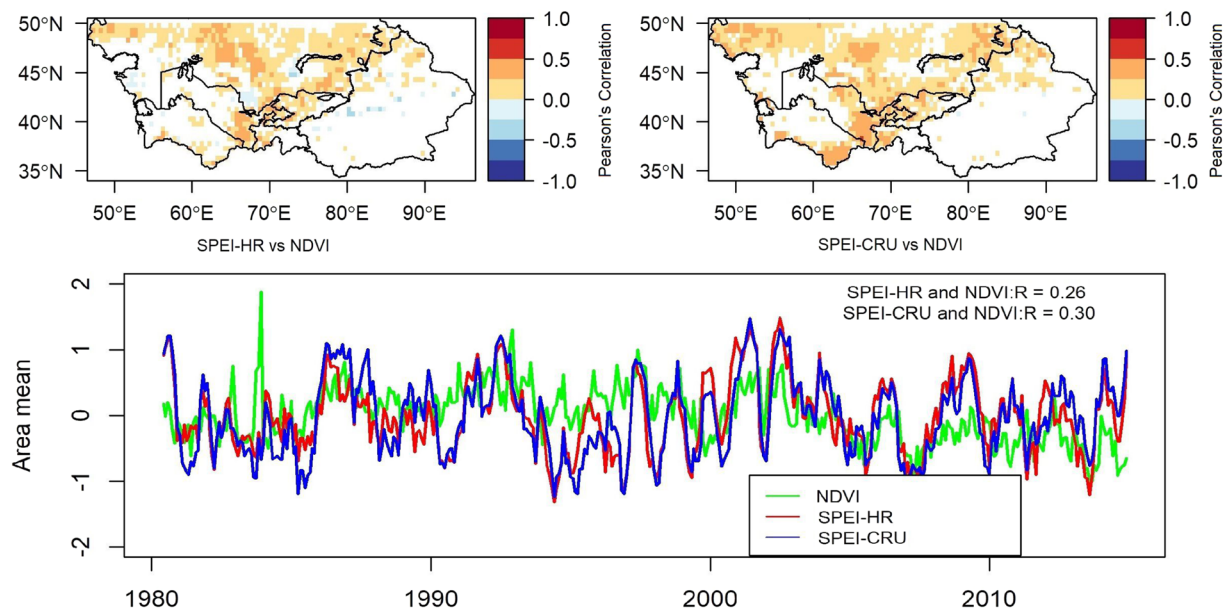 50°N
45°N
40°N
35°N
50°E 60°E 70°E 80°E 90°E
SPEI-HR vs NDVI
1.0
0.5
0.0
-0.5
-1.0
Pearson's Correlation
50°N
45°N
40°N
35°N
50°E 60°E 70°E 80°E 90°E
SPEI-CRU vs NDVI
1.0
0.5
0.0
-0.5
-1.0
Pearson's Correlation
Area mean
2
1
0
-1
-2
SPEI-HR and NDVI:R = 0.26
SPEI-CRU and NDVI:R = 0.30
NDVI
SPEI-HR
SPEI-CRU
1980 1990 2000 2010